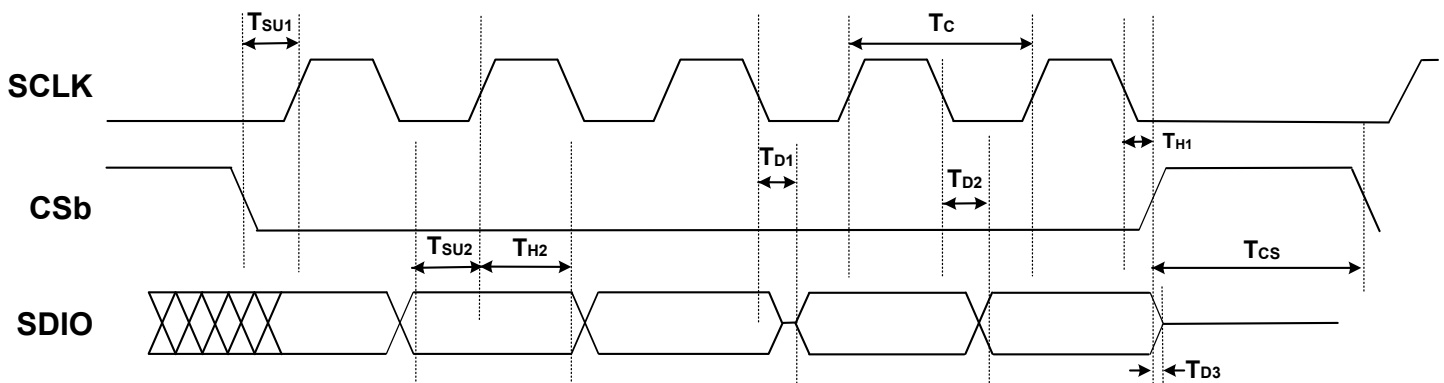 TSU1
TC
SCLK
TH1
TD1
TD2
CSb
TSU2
TH2
TCS
SDIO
TD3